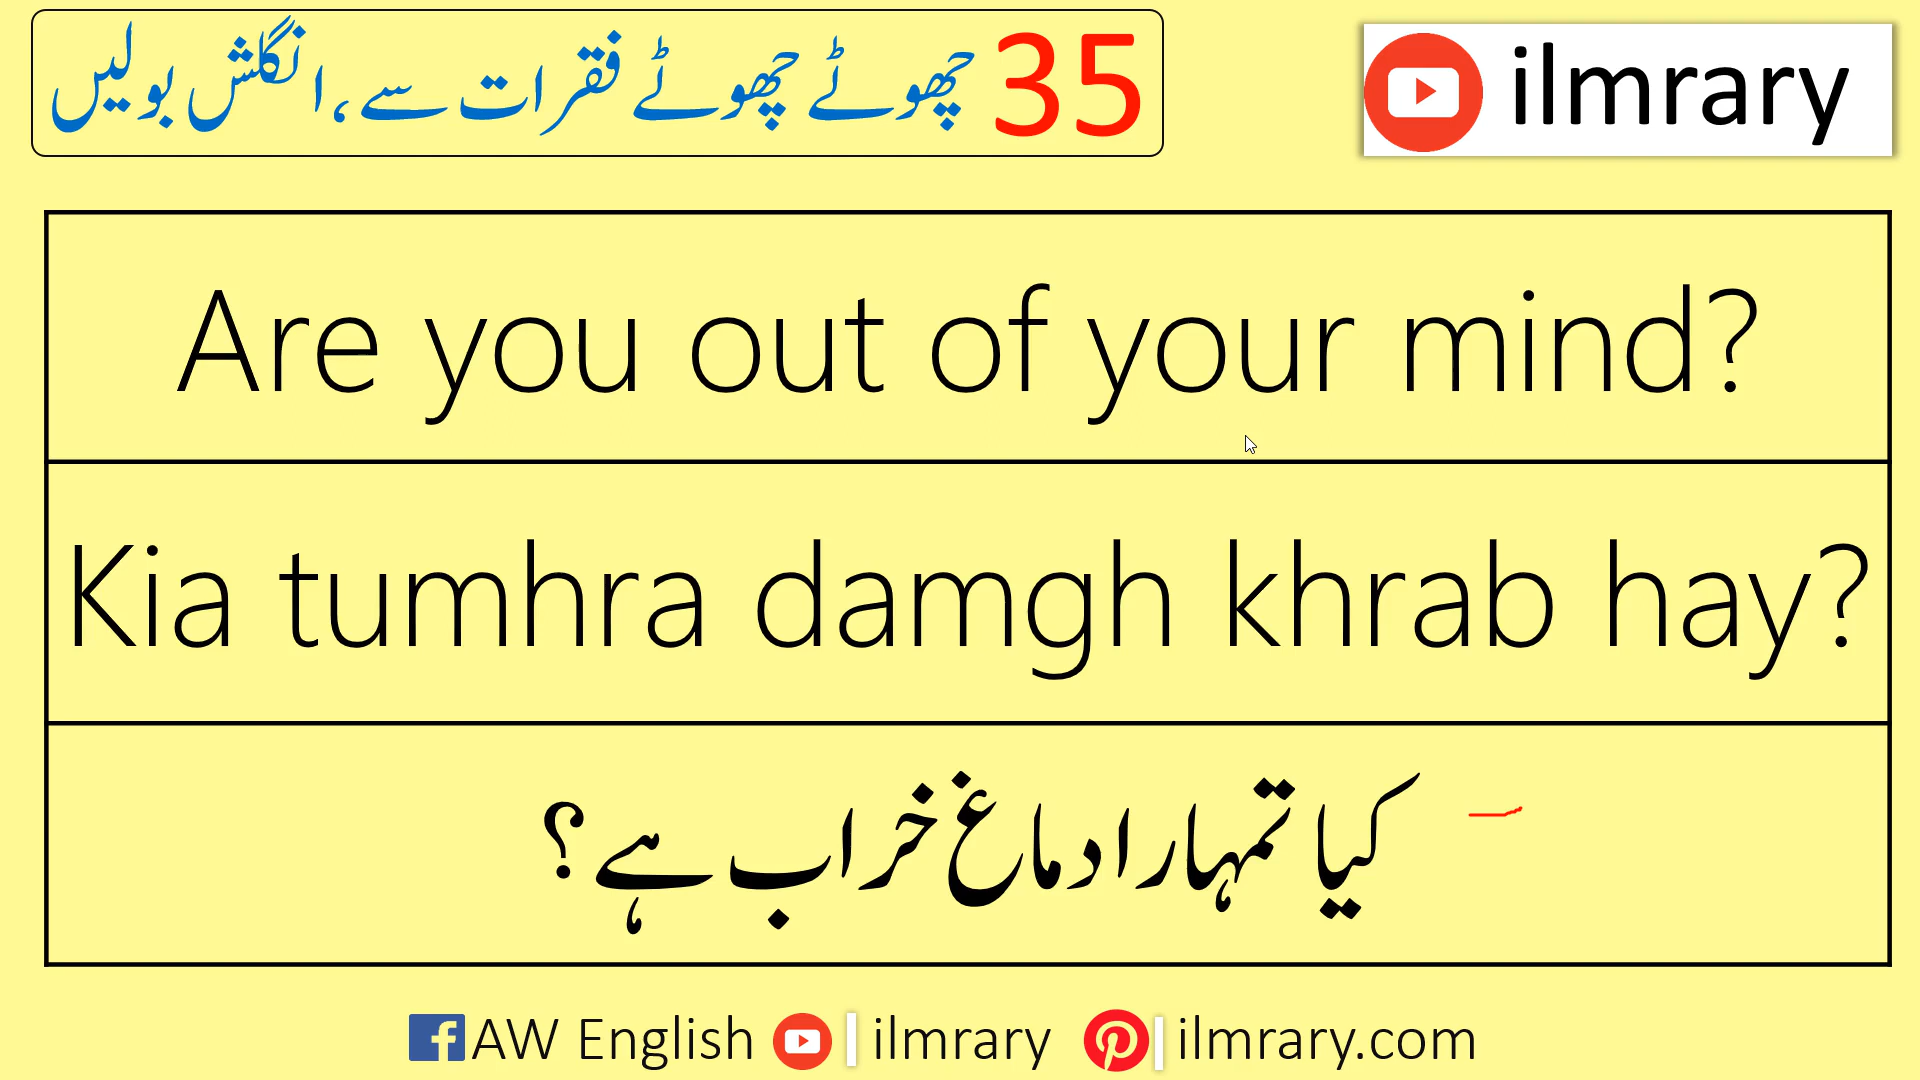 35 چھوٹے چھوٹے فقرات سے، انگلش بولیں
ilmrary
Are you out of your mind?
Kia tumhra damgh khrab hay?
کیا تمہارا دماغ خراب ہے؟
AW English | ilmrary | ilmrary.com